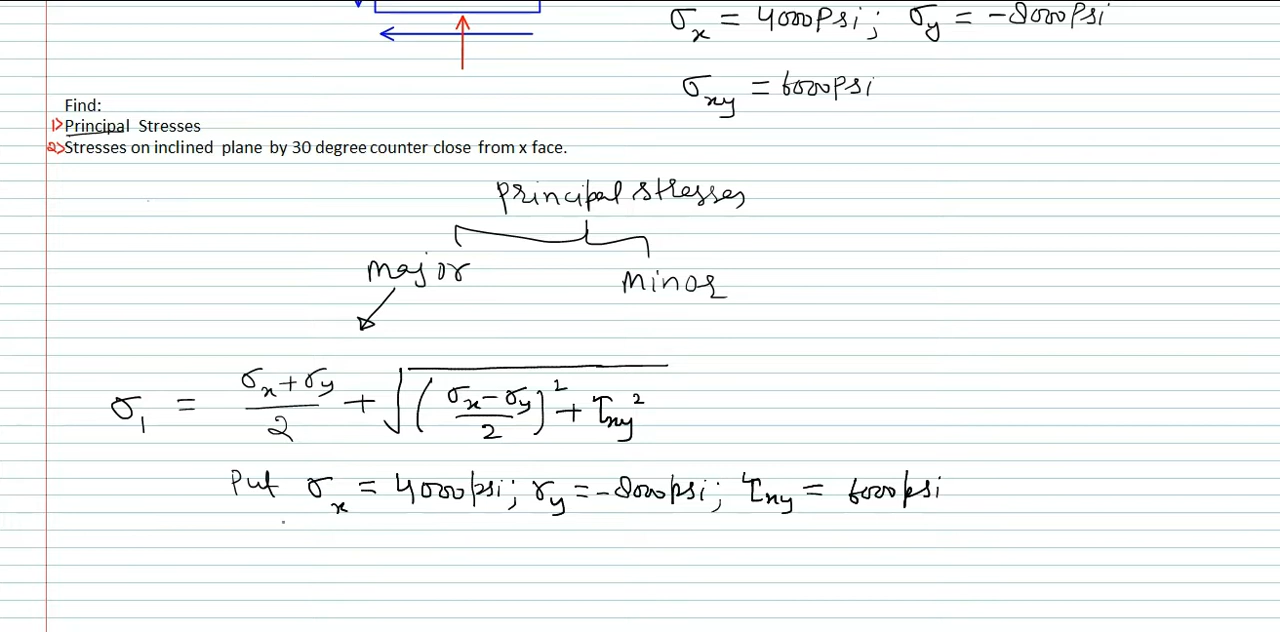 σx = 4000Psi; σy = -8000Psi
σxy = 6000psi
Find:
1> Principal Stresses
2> Stresses on inclined plane by 30 degree counter close from x face.
Principal stresses
Major
Minor
σ1 = (σx+σy)/2 + √((σx-σy)/2)² + τxy²
Put σx = 4000psi; σy = -8000psi; τxy = 6000psi